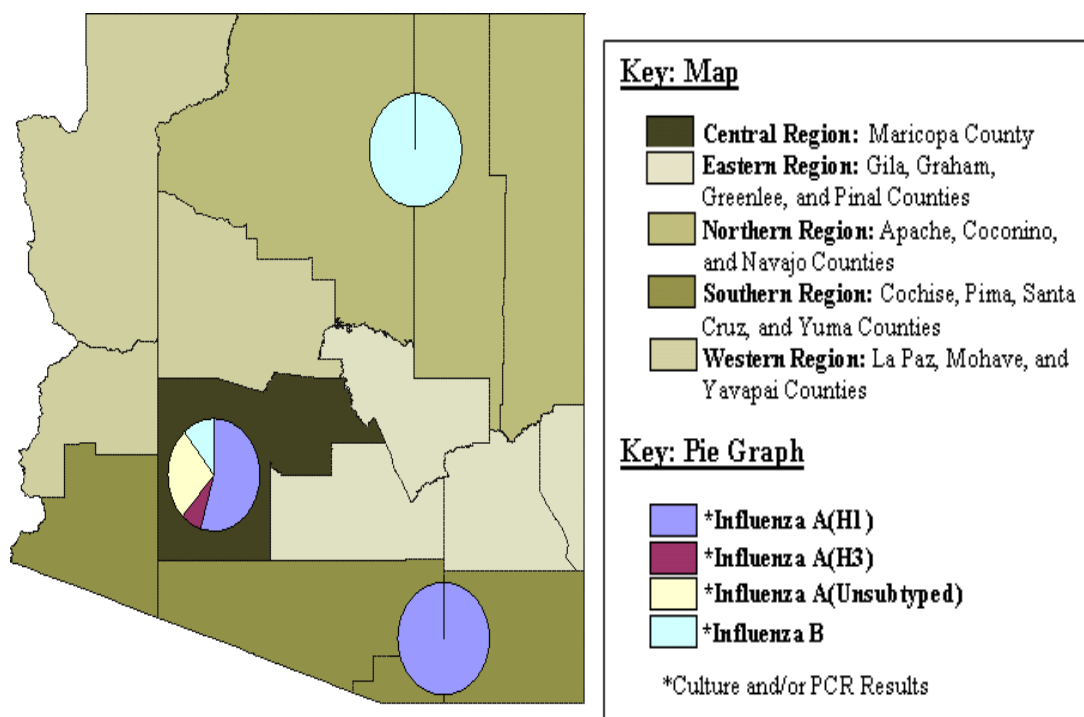 Key: Map
Central Region: Maricopa County
Eastern Region: Gila, Graham,
Greenlee, and Pinal Counties
Northern Region: Apache, Coconino,
and Navajo Counties
Southern Region: Cochise, Pima, Santa
Cruz, and Yuma Counties
Western Region: La Paz, Mohave, and
Yavapai Counties
Key: Pie Graph
*Influenza A(H1)
*Influenza A(H3)
*Influenza A(Unsubtyped)
*Influenza B
*Culture and/or PCR Results